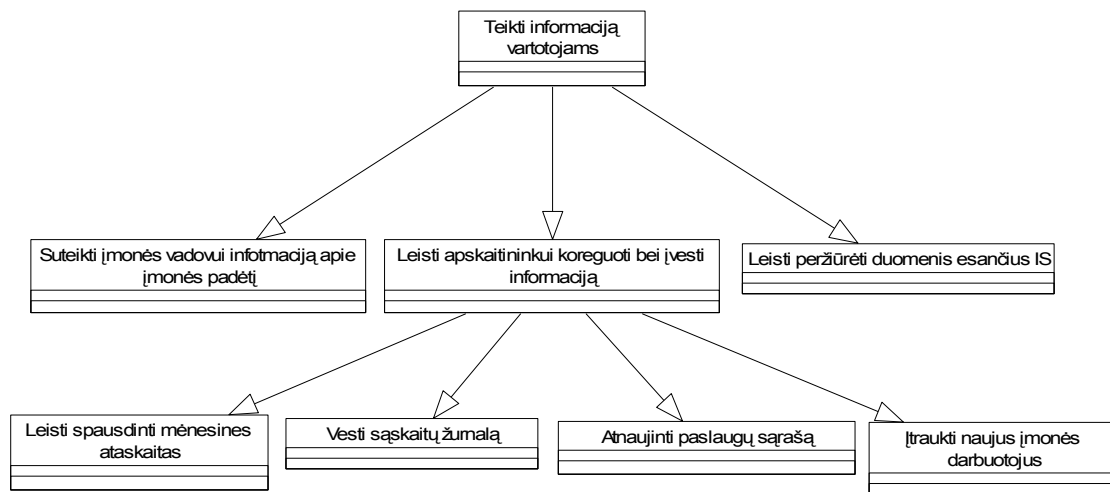 Teikti informaciją
vartotojams
Suteikti įmonės vadovui infotmaciją apie
įmonės padėtį
Leisti apskaitininkui koreguoti bei įvesti
informaciją
Leisti peržiūrėti duomenis esančius IS
Leisti spausdinti mėnesines
ataskaitas
Vesti sąskaitų žurnalą
Atnaujinti paslaugų sąrašą
Įtraukti naujus įmonės
darbuotojus